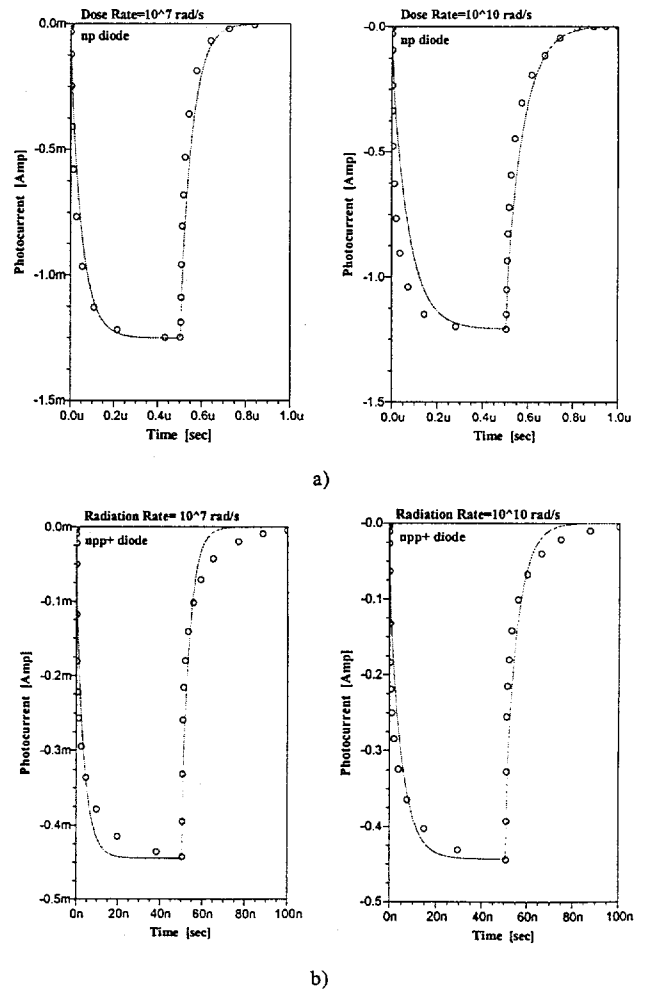 Dose Rate=10^7 rad/s
np diode
0.0m
-0.5m
-1.0m
-1.5m
Photocurrent [Amp]
0.0u 0.2u 0.4u 0.6u 0.8u 1.0u
Time [sec]
Dose Rate=10^10 rad/s
np diode
-0.0
-0.5
-1.0
-1.5
Photocurrent [Amp]
0.0u 0.2u 0.4u 0.6u 0.8u 1.0u
Time [sec]
a)
Radiation Rate= 10^7 rad/s
npp+ diode
0.0m
-0.1m
-0.2m
-0.3m
-0.4m
-0.5m
Photocurrent [Amp]
0n 20n 40n 60n 80n 100n
Time [sec]
Radiation Rate=10^10 rad/s
npp+ diode
-0.0
-0.1
-0.2
-0.3
-0.4
-0.5
Photocurrent [Amp]
0n 20n 40n 60n 80n 100n
Time [sec]
b)